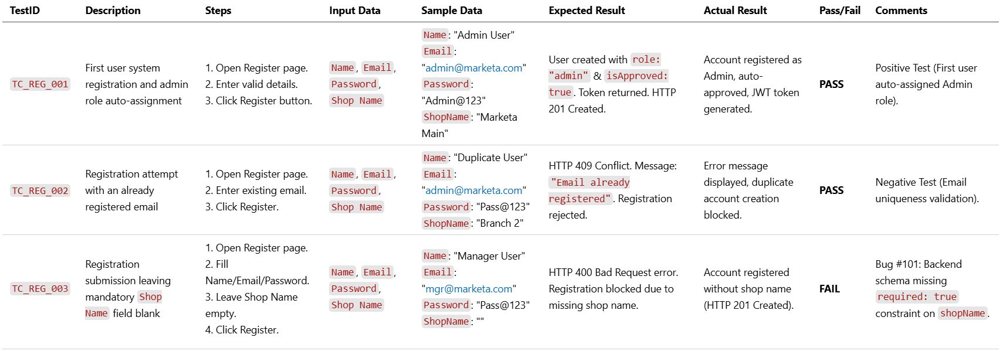 TestID Description Steps Input Data Sample Data Expected Result Actual Result Pass/Fail Comments
TC_REG_001
First user system
registration and admin
role auto-assignment
1. Open Register page.
2. Enter valid details.
3. Click Register button.
Name, Email,
Password,
Shop Name
Name: "Admin User"
Email:
"admin@marketa.com"
Password:
"Admin@123"
ShopName: "Marketa
Main"
User created with role:
"admin" & isApproved:
true. Token returned. HTTP
201 Created.
Account registered as
Admin, auto-
approved, JWT token
generated.
PASS
Positive Test (First user
auto-assigned Admin
role).
TC_REG_002
Registration attempt
with an already
registered email
1. Open Register page.
2. Enter existing email.
3. Click Register.
Name, Email,
Password,
Shop Name
Name: "Duplicate User"
Email:
"admin@marketa.com"
Password: "Pass@123"
ShopName: "Branch 2"
HTTP 409 Conflict. Message:
"Email already
registered". Registration
rejected.
Error message
displayed, duplicate
account creation
blocked.
PASS
Negative Test (Email
uniqueness validation).
TC_REG_003
Registration
submission leaving
mandatory Shop
Name field blank
1. Open Register page.
2. Fill
Name/Email/Password.
3. Leave Shop Name
empty.
4. Click Register.
Name, Email,
Password,
Shop Name
Name: "Manager User"
Email:
"mgr@marketa.com"
Password: "Pass@123"
ShopName: ""
HTTP 400 Bad Request error.
Registration blocked due to
missing shop name.
Account registered
without shop name
(HTTP 201 Created).
FAIL
Bug #101: Backend
schema missing
required: true
constraint on shopName.